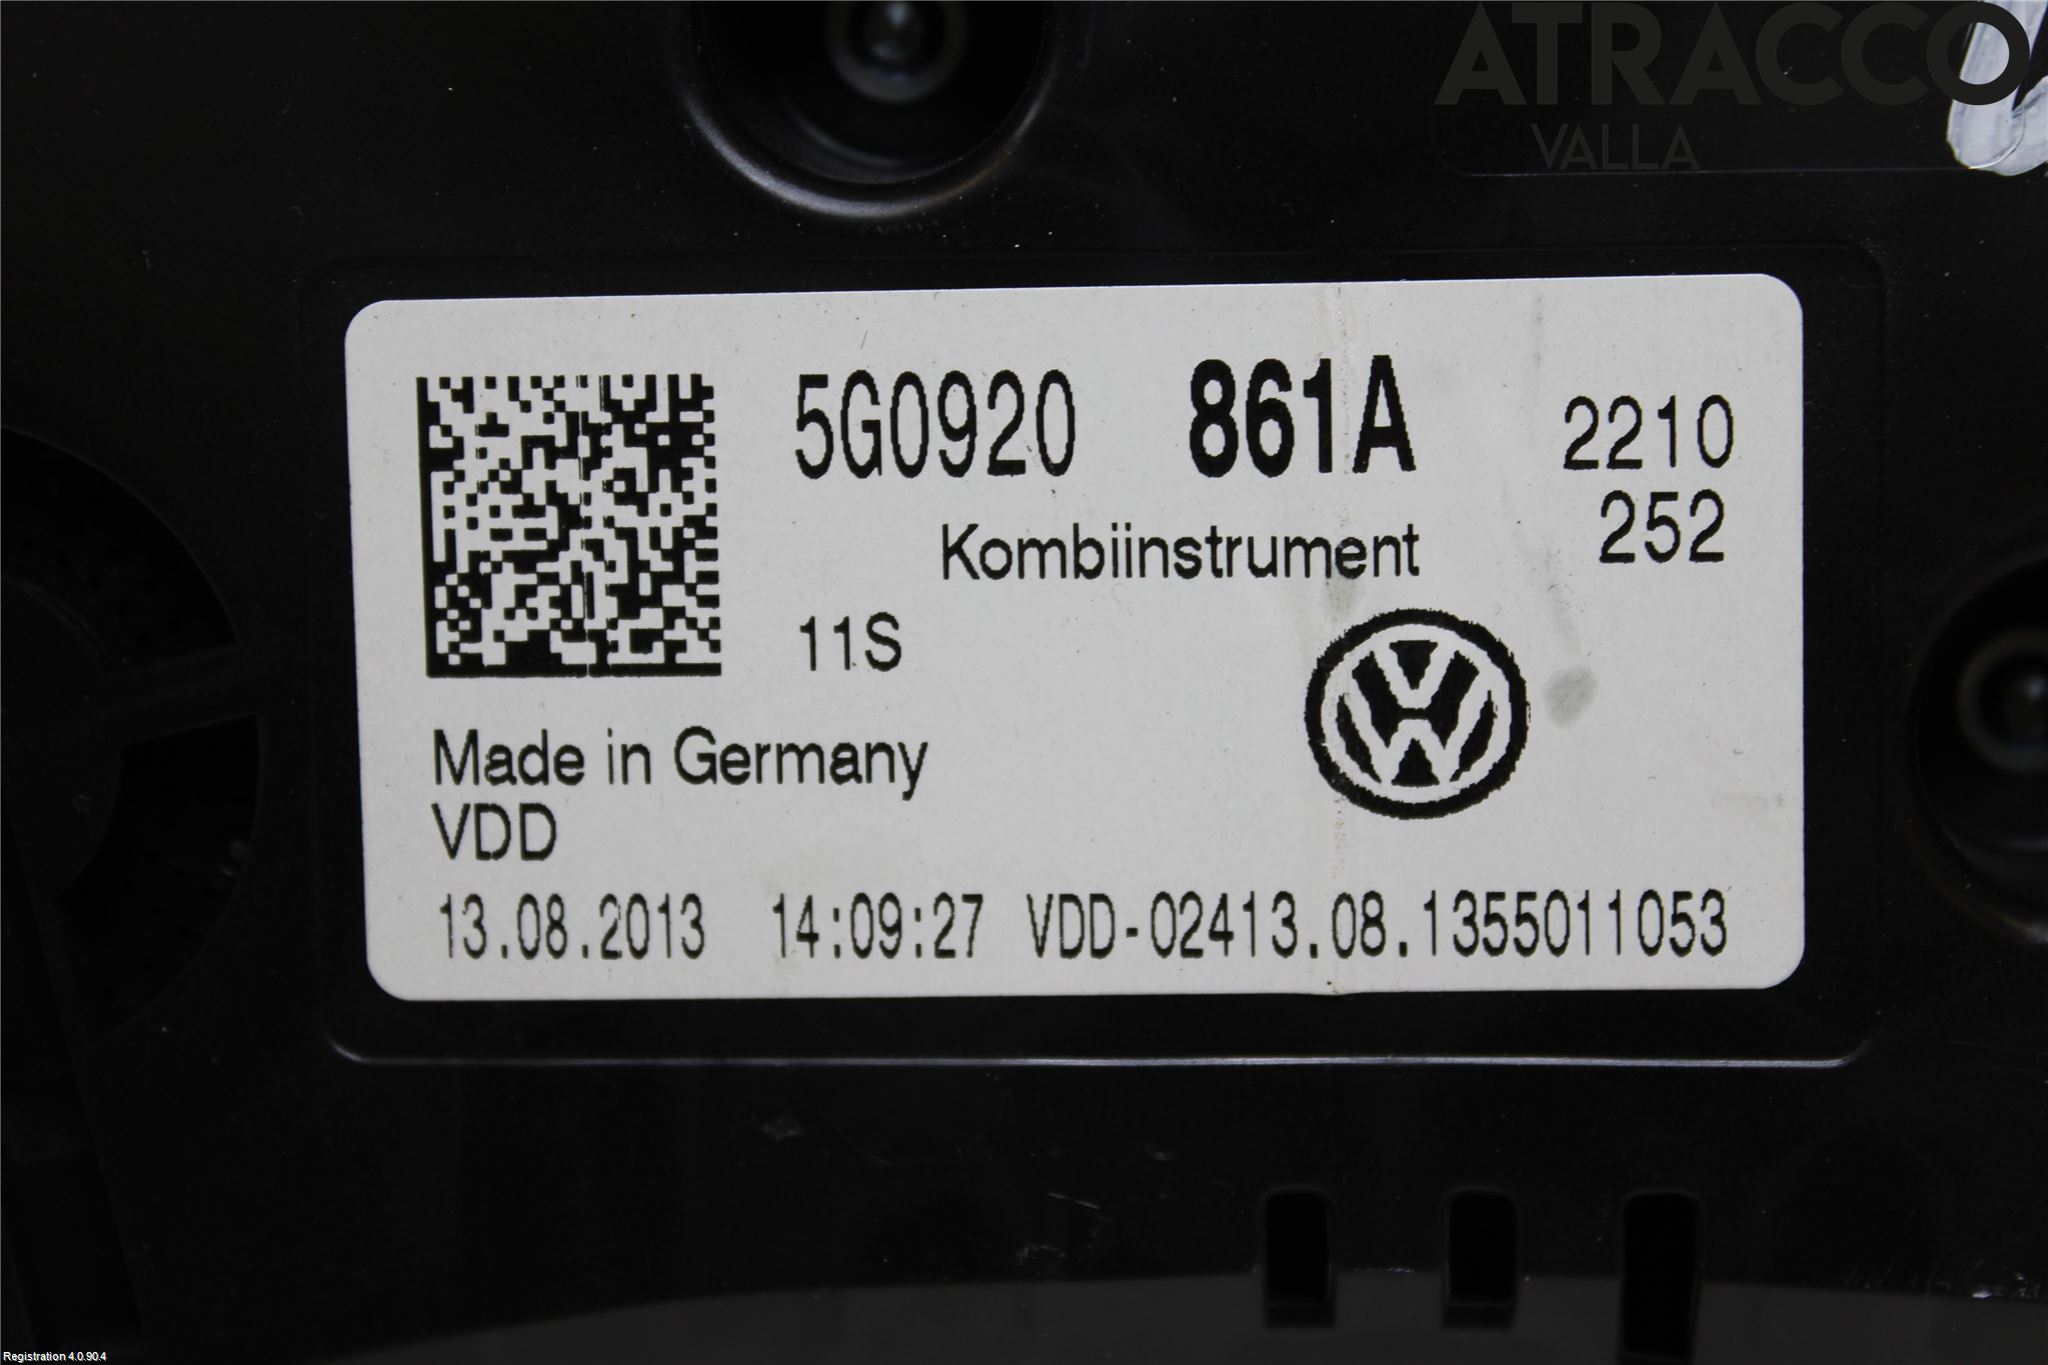 ATRACCO
VALLA
5G0920 861A 2210
252
Kombiinstrument
11S
Made in Germany
VDD
13.08.2013 14:09:27 VDD-02413.08.1355011053
Registration 4.0.90.4